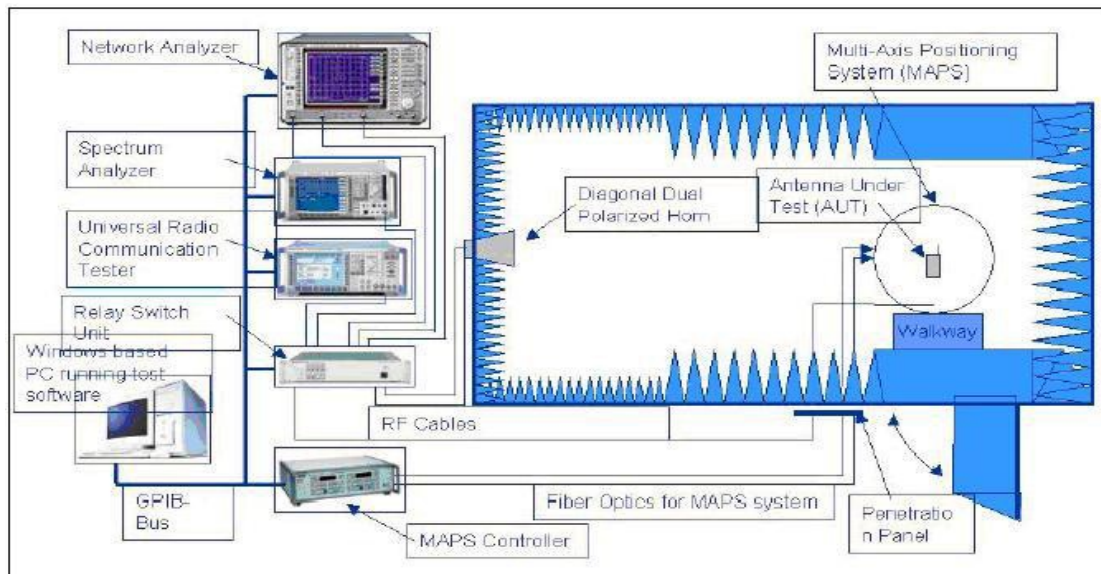 Network Analyzer
Multi-Axis Positioning
System (MAPS)
Spectrum
Analyzer
Diagonal Dual
Polarized Horn
Antenna Under
Test (AUT)
Universal Radio
Communication
Tester
Relay Switch
Unit
Windows based
PC running test
software
Walkway
RF Cables
GPIB-
Bus
Fiber Optics for MAPS system
MAPS Controller
Penetratio
n Panel